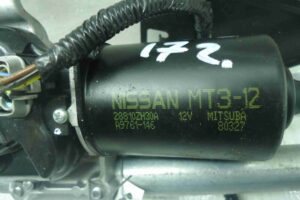 172.
NISSAN MT3-12
28810ZH30A 12V MITSUBA
A9761-146 80327